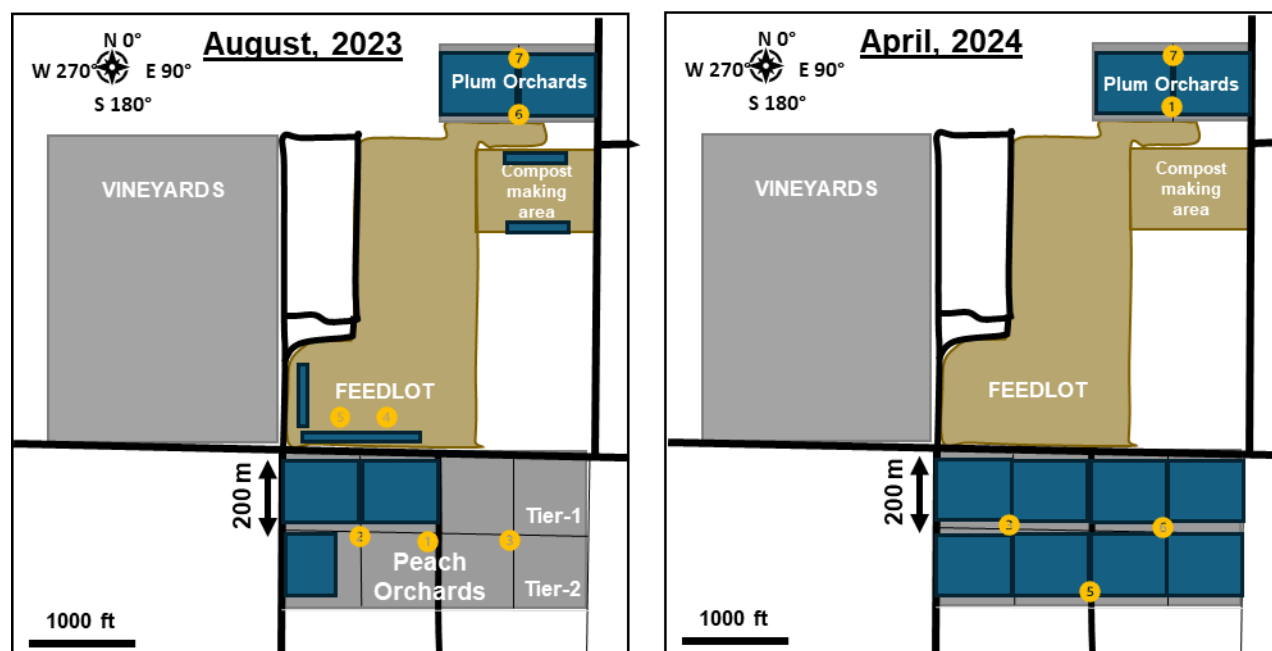 August, 2023
N 0°
W 270°
E 90°
S 180°
7
Plum Orchards
6
VINEYARDS
Compost
making
area
FEEDLOT
5
4
200 m
Tier-1
2
1
3
Peach
Orchards
Tier-2
1000 ft
April, 2024
N 0°
W 270°
E 90°
S 180°
7
Plum Orchards
1
VINEYARDS
Compost
making
area
FEEDLOT
200 m
6
5
1000 ft